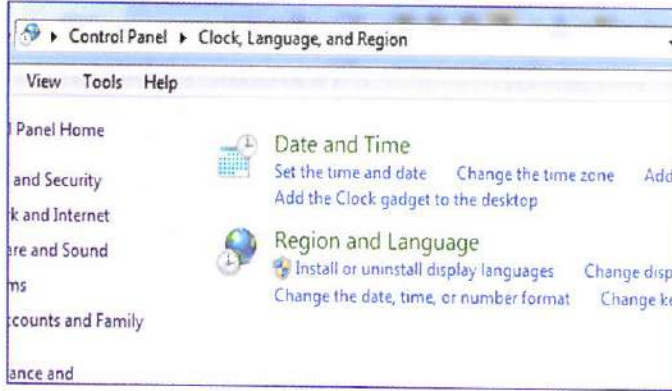 Control Panel ▸ Clock, Language, and Region
View Tools Help
l Panel Home
and Security
k and Internet
are and Sound
ms
ccounts and Family
ance and
Date and Time
Set the time and date Change the time zone Add
Add the Clock gadget to the desktop
Region and Language
Install or uninstall display languages Change disp
Change the date, time, or number format Change ke